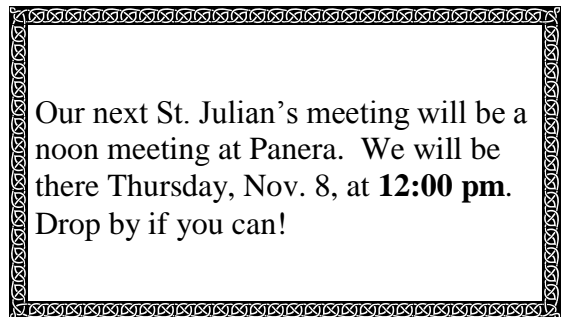 Our next St. Julian’s meeting will be a
noon meeting at Panera.  We will be
there Thursday, Nov. 8, at 12:00 pm.
Drop by if you can!